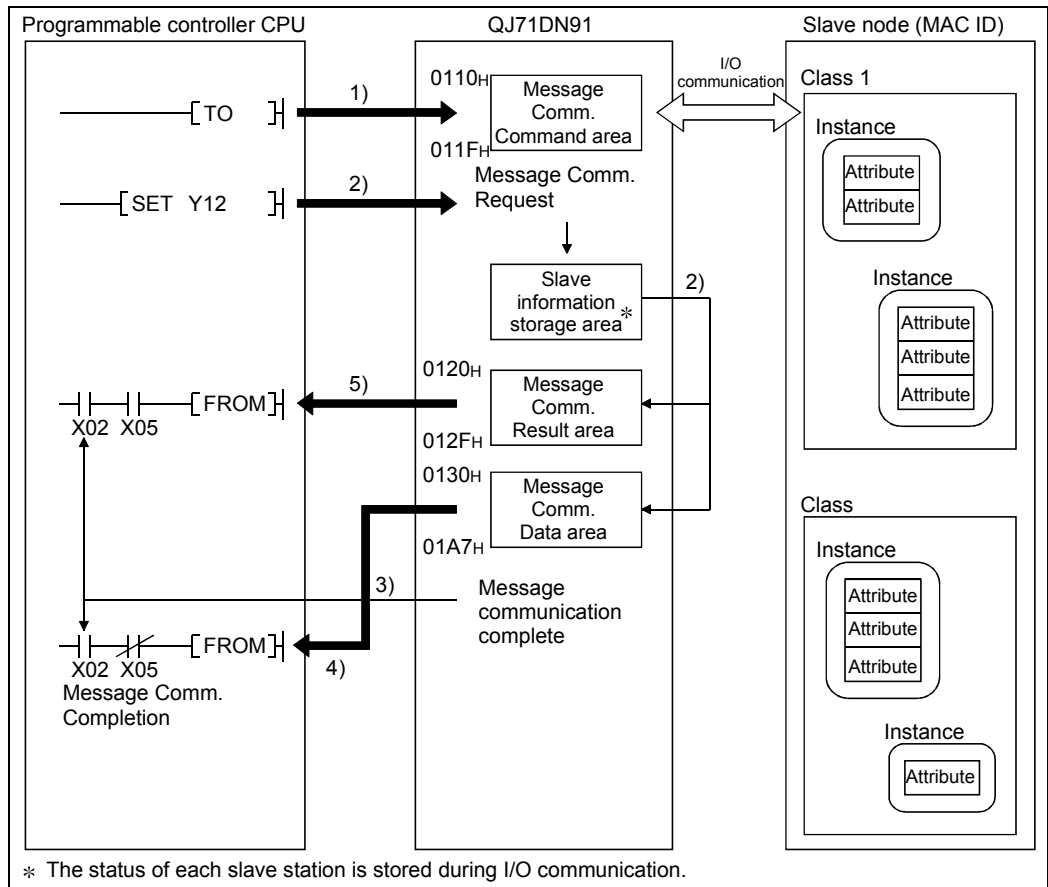 Programmable controller CPU
QJ71DN91
Slave node (MAC ID)
TO
1)
0110H
Message
Comm.
Command area
011FH
I/O
communication
Class 1
Instance
Attribute
Attribute
SET Y12
2)
Message Comm.
Request
Slave
information
storage area*
2)
Instance
Attribute
Attribute
Attribute
X02 X05
FROM
5)
0120H
Message
Comm.
Result area
012FH
0130H
Message
Comm.
Data area
01A7H
Class
Instance
Attribute
Attribute
Attribute
3)
Message
communication
complete
X02 X05
FROM
4)
Message Comm.
Completion
Instance
Attribute
* The status of each slave station is stored during I/O communication.